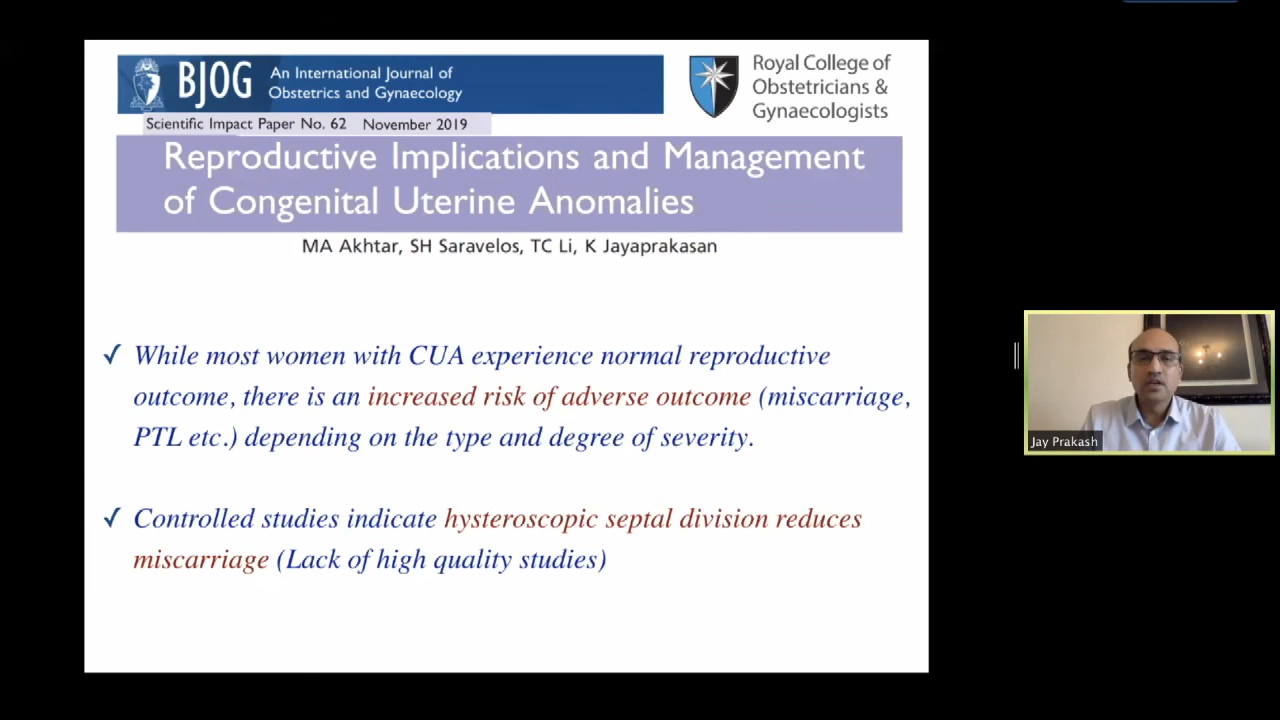 BJOG An International Journal of
Obstetrics and Gynaecology
Royal College of
Obstetricians &
Gynaecologists
Scientific Impact Paper No. 62 November 2019
Reproductive Implications and Management
of Congenital Uterine Anomalies
MA Akhtar, SH Saravelos, TC Li, K Jayaprakasan
✓ While most women with CUA experience normal reproductive
outcome, there is an increased risk of adverse outcome (miscarriage,
PTL etc.) depending on the type and degree of severity.
✓ Controlled studies indicate hysteroscopic septal division reduces
miscarriage (Lack of high quality studies)
Jay Prakash